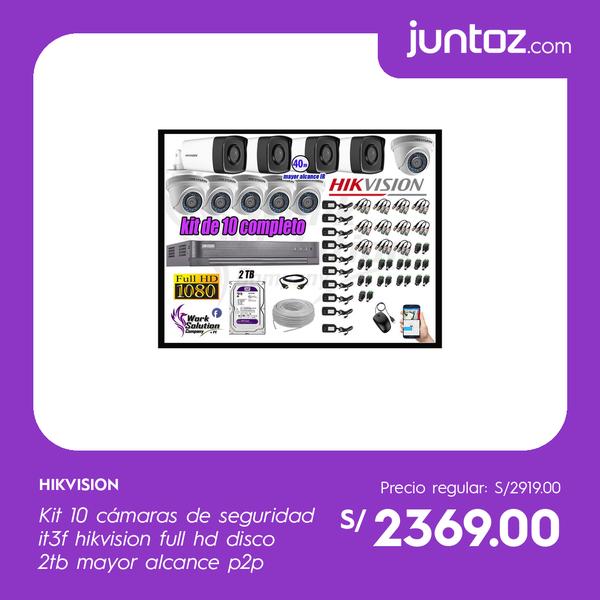 juntoz.com
HIKVISION
40m
mayor alcance IR
HIKVISION
kit de 10 completo
Full HD
1080
2 TB
Work
Solution
Company
HIKVISION
Precio regular: S/2919.00
Kit 10 cámaras de seguridad
it3f hikvision full hd disco
2tb mayor alcance p2p
S/ 2369.00